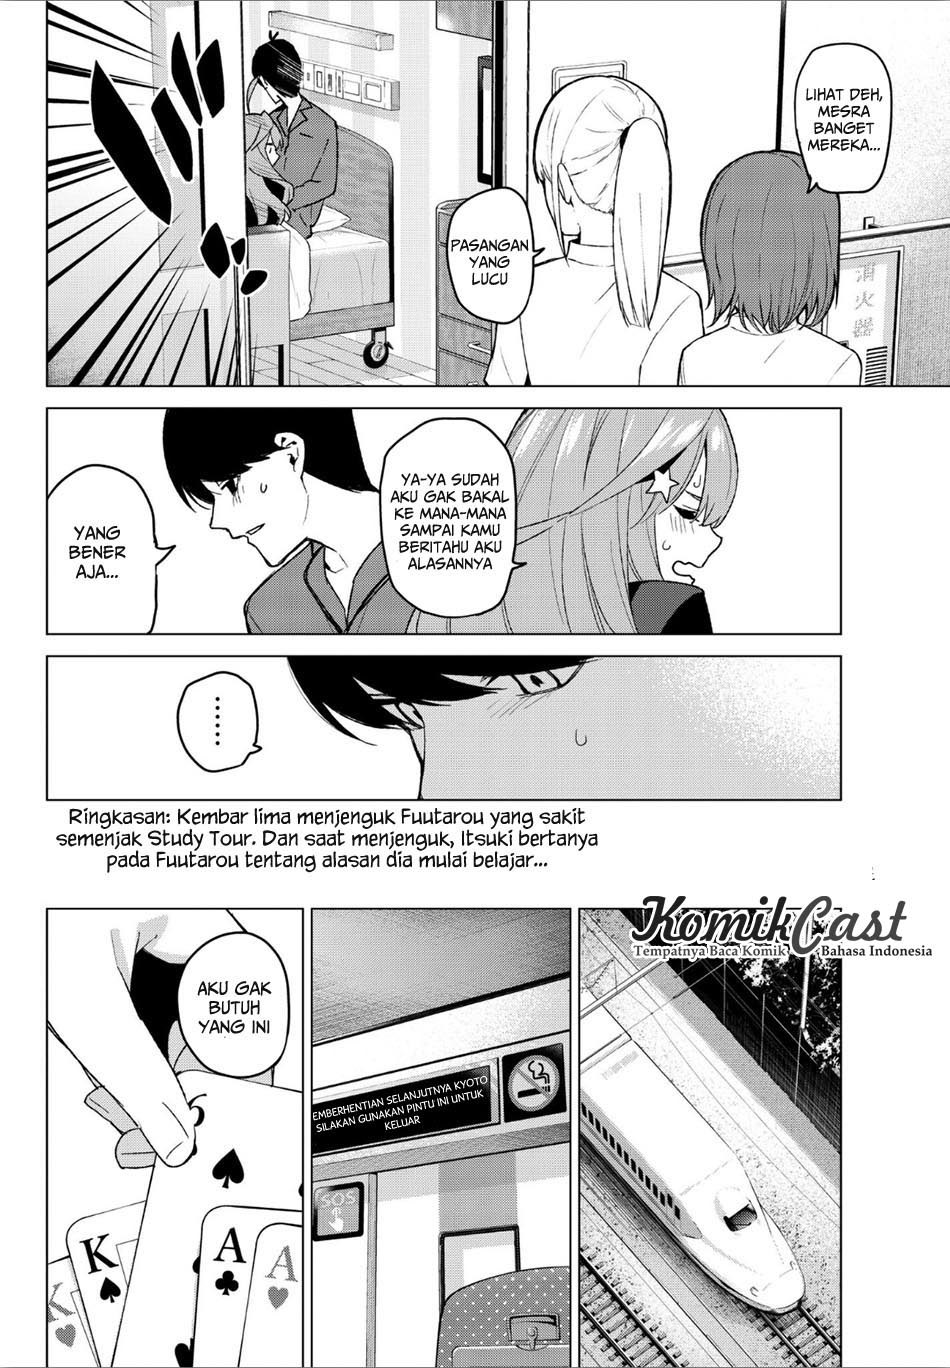 LIHAT DEH,
MESRA
BANGET
MEREKA...
PASANGAN
YANG
LUCU
消
火
器
YA-YA SUDAH
AKU GAK BAKAL
KE MANA-MANA
SAMPAI KAMU
BERITAHU AKU
ALASANNYA
YANG
BENER
AJA...
......
Ringkasan: Kembar lima menjenguk Fuutarou yang sakit
semenjak Study Tour. Dan saat menjenguk, Itsuki bertanya
pada Fuutarou tentang alasan dia mulai belajar...
KomikCast
Tempatnya Baca Komik Bahasa Indonesia
EMBERHENTIAN SELANJUTNYA KYOTO
SILAKAN GUNAKAN PINTU INI UNTUK
KELUAR
SOS
AKU GAK
BUTUH
YANG INI
6
K
A
A